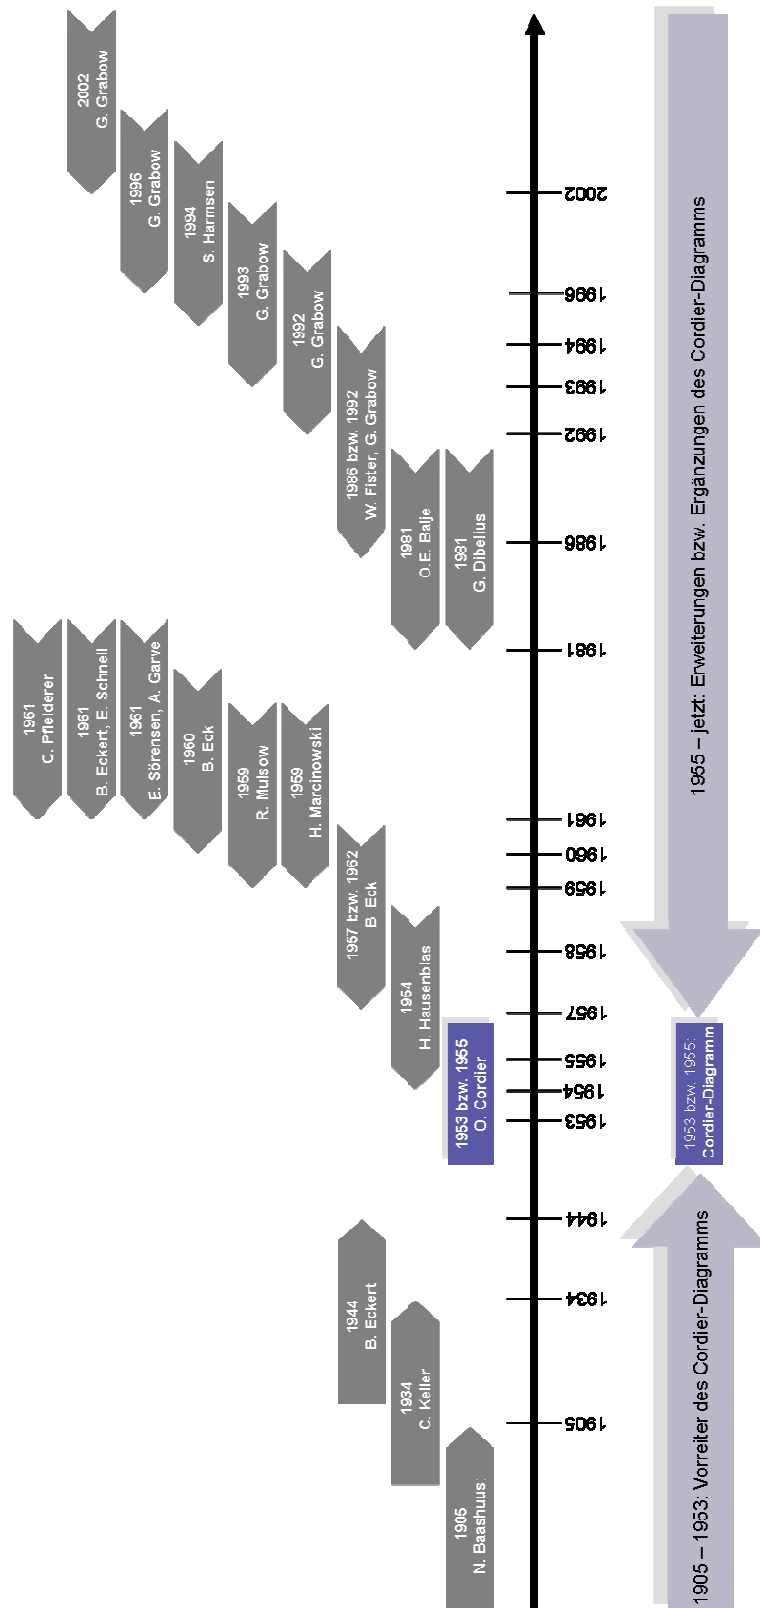 2002
G. Grabow
1996
G. Grabow
1994
S. Harmsen
1993
G. Grabow
1992
G. Grabow
1986 bzw. 1992
W. Fister, G. Grabow
1981
O.E. Balje
1981
G. Dibelius
1961
C. Pfleiderer
1961
B. Eckert, E. Schnell
1961
E. Sörensen, A. Garve
1960
B. Eck
1959
R. Mulsow
1959
H. Marcinowski
1957 bzw. 1962
B. Eck
1954
H. Hausenblas
1953 bzw. 1955
O. Cordier
1944
B. Eckert
1934
C. Keller
1905
N. Baashuus:
2002
1996
1994
1993
1992
1986
1981
1961
1960
1959
1958
1957
1955
1954
1953
1944
1934
1905
1955 – jetzt: Erweiterungen bzw. Ergänzungen des Cordier-Diagramms
1953 bzw. 1955:
Cordier-Diagramm
1905 – 1953: Vorreiter des Cordier-Diagramms